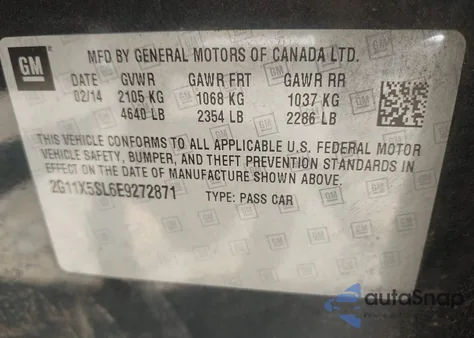 GM
MFD BY GENERAL MOTORS OF CANADA LTD.
DATE GVWR GAWR FRT GAWR RR
02/14 2105 KG 1068 KG 1037 KG
4640 LB 2354 LB 2286 LB
THIS VEHICLE CONFORMS TO ALL APPLICABLE U.S. FEDERAL MOTOR
VEHICLE SAFETY, BUMPER, AND THEFT PREVENTION STANDARDS IN
EFFECT ON THE DATE OF MANUFACTURE SHOWN ABOVE.
2G11X5SL6E9272871 TYPE: PASS CAR
autoSnap